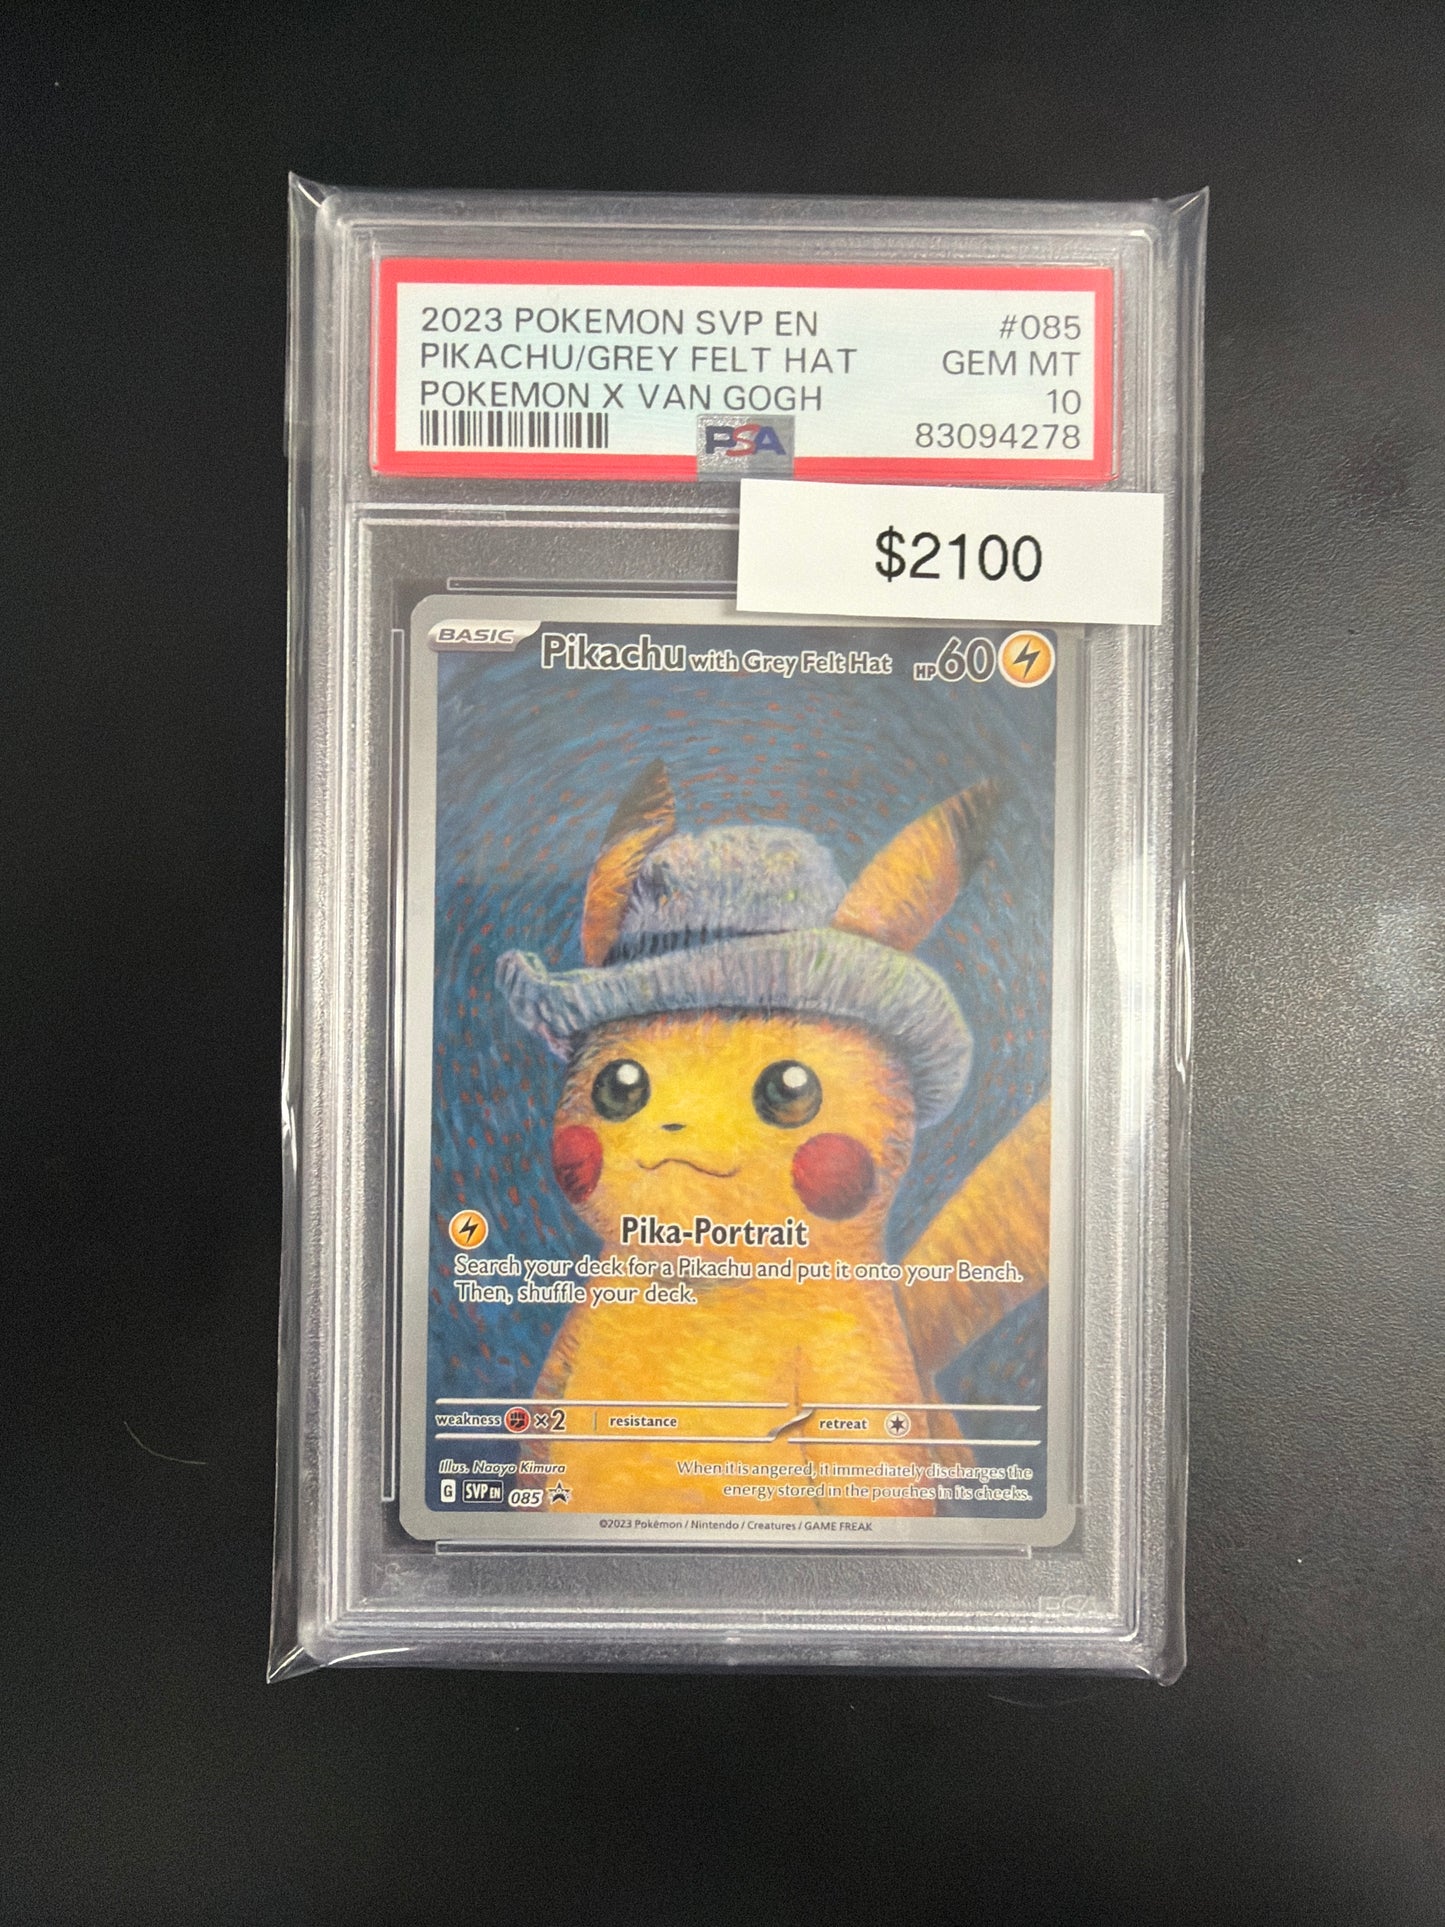 2023 POKEMON SVP EN #085
PIKACHU/GREY FELT HAT GEM MT
POKEMON X VAN GOGH 10
PSA 83094278
$2100
BASIC Pikachu with Grey Felt Hat HP60
Pika-Portrait
Search your deck for a Pikachu and put it onto your Bench.
Then, shuffle your deck.
weakness ×2 resistance retreat
Illus. Naoyo Kimura
When it is angered, it immediately discharges the
energy stored in the pouches in its cheeks.
G SVP EN 085
©2023 Pokémon / Nintendo / Creatures / GAME FREAK
PSA